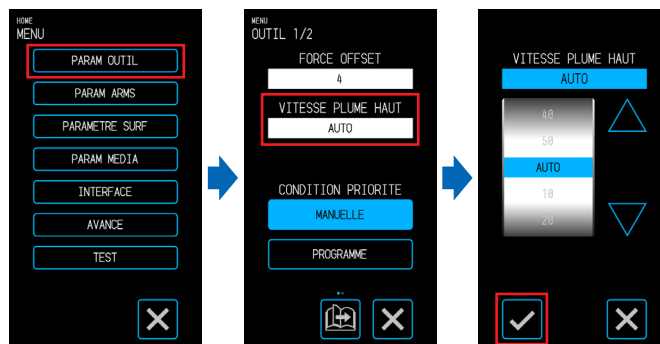 HOME
MENU
PARAM OUTIL
PARAM ARMS
PARAMETRE SURF
PARAM MEDIA
INTERFACE
AVANCE
TEST
MENU
OUTIL 1/2
FORCE OFFSET
4
VITESSE PLUME HAUT
AUTO
CONDITION PRIORITE
MANUELLE
PROGRAMME
VITESSE PLUME HAUT
AUTO
40
50
AUTO
10
20